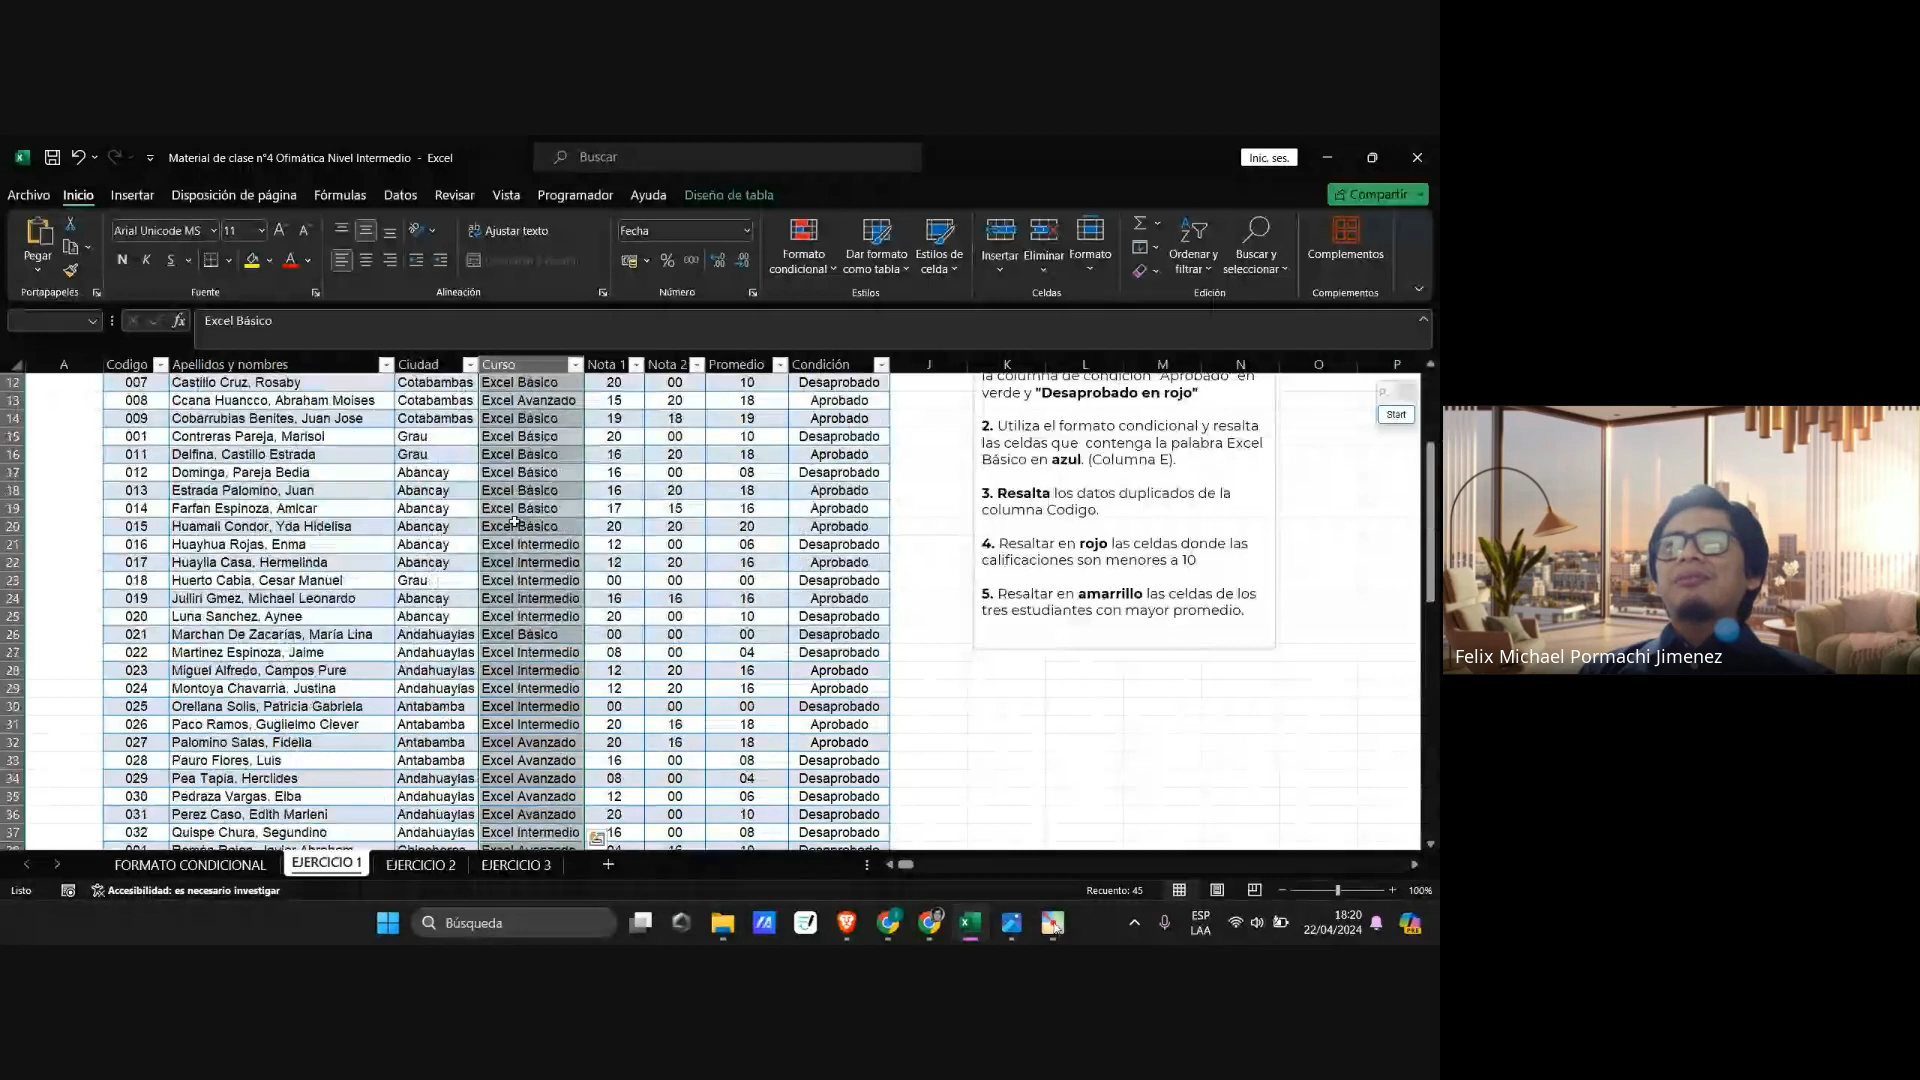 Material de clase n°4 Ofimática Nivel Intermedio - Excel
Buscar
Inic. ses.
Archivo Inicio Insertar Disposición de página Fórmulas Datos Revisar Vista Programador Ayuda Diseño de tabla
Compartir
Pegar
Portapapeles
Arial Unicode MS 11
N K S
Fuente
Ajustar texto
Alineación
Fecha
% 000
Número
Formato condicional
Dar formato como tabla
Estilos de celda
Estilos
Insertar Eliminar Formato
Celdas
Ordenar y filtrar
Buscar y seleccionar
Edición
Complementos
Complementos
fx Excel Básico
A Codigo Apellidos y nombres Ciudad Curso Nota 1 Nota 2 Promedio Condición J K L M N O P
12 007 Castillo Cruz, Rosaby Cotabambas Excel Básico 20 00 10 Desaprobado
13 008 Ccana Huancco, Abraham Moises Cotabambas Excel Avanzado 15 20 18 Aprobado
14 009 Cobarrubias Benites, Juan Jose Cotabambas Excel Básico 19 18 19 Aprobado
15 001 Contreras Pareja, Marisol Grau Excel Básico 20 00 10 Desaprobado
16 011 Delfina, Castillo Estrada Grau Excel Básico 16 20 18 Aprobado
17 012 Dominga, Pareja Bedia Abancay Excel Básico 16 00 08 Desaprobado
18 013 Estrada Palomino, Juan Abancay Excel Básico 16 20 18 Aprobado
19 014 Farfan Espinoza, Amicar Abancay Excel Básico 17 15 16 Aprobado
20 015 Huamali Condor, Yda Hidelisa Abancay Excel Básico 20 20 20 Aprobado
21 016 Huayhua Rojas, Enma Abancay Excel Intermedio 12 00 06 Desaprobado
22 017 Huaylla Casa, Hermelinda Abancay Excel Intermedio 12 20 16 Aprobado
23 018 Huerto Cabia, Cesar Manuel Grau Excel Intermedio 00 00 00 Desaprobado
24 019 Julliri Gmez, Michael Leonardo Abancay Excel Intermedio 16 16 16 Aprobado
25 020 Luna Sanchez, Aynee Abancay Excel Intermedio 20 00 10 Desaprobado
26 021 Marchan De Zacarías, María Lina Andahuaylas Excel Básico 00 00 00 Desaprobado
27 022 Martinez Espinoza, Jaime Andahuaylas Excel Intermedio 08 00 04 Desaprobado
28 023 Miguel Alfredo, Campos Pure Andahuaylas Excel Intermedio 12 20 16 Aprobado
29 024 Montoya Chavarria, Justina Andahuaylas Excel Intermedio 12 20 16 Aprobado
30 025 Orellana Solis, Patricia Gabriela Antabamba Excel Intermedio 00 00 00 Desaprobado
31 026 Paco Ramos, Guglielmo Clever Antabamba Excel Intermedio 20 16 18 Aprobado
32 027 Palomino Salas, Fidelia Antabamba Excel Avanzado 20 16 18 Aprobado
33 028 Pauro Flores, Luis Antabamba Excel Avanzado 16 00 08 Desaprobado
34 029 Pea Tapia, Herclides Andahuaylas Excel Avanzado 08 00 04 Desaprobado
35 030 Pedraza Vargas, Elba Andahuaylas Excel Avanzado 12 00 06 Desaprobado
36 031 Perez Caso, Edith Marleni Andahuaylas Excel Avanzado 20 00 10 Desaprobado
37 032 Quispe Chura, Segundino Andahuaylas Excel Intermedio 16 00 08 Desaprobado
la columna de condición "Aprobado" en
verde y "Desaprobado en rojo"
2. Utiliza el formato condicional y resalta
las celdas que contenga la palabra Excel
Básico en azul. (Columna E).
3. Resalta los datos duplicados de la
columna Codigo.
4. Resaltar en rojo las celdas donde las
calificaciones son menores a 10
5. Resaltar en amarrillo las celdas de los
tres estudiantes con mayor promedio.
Start
FORMATO CONDICIONAL EJERCICIO 1 EJERCICIO 2 EJERCICIO 3
Listo Accesibilidad: es necesario investigar Recuento: 45 100%
Búsqueda
ESP
LAA
18:20
22/04/2024
Felix Michael Pormachi Jimenez